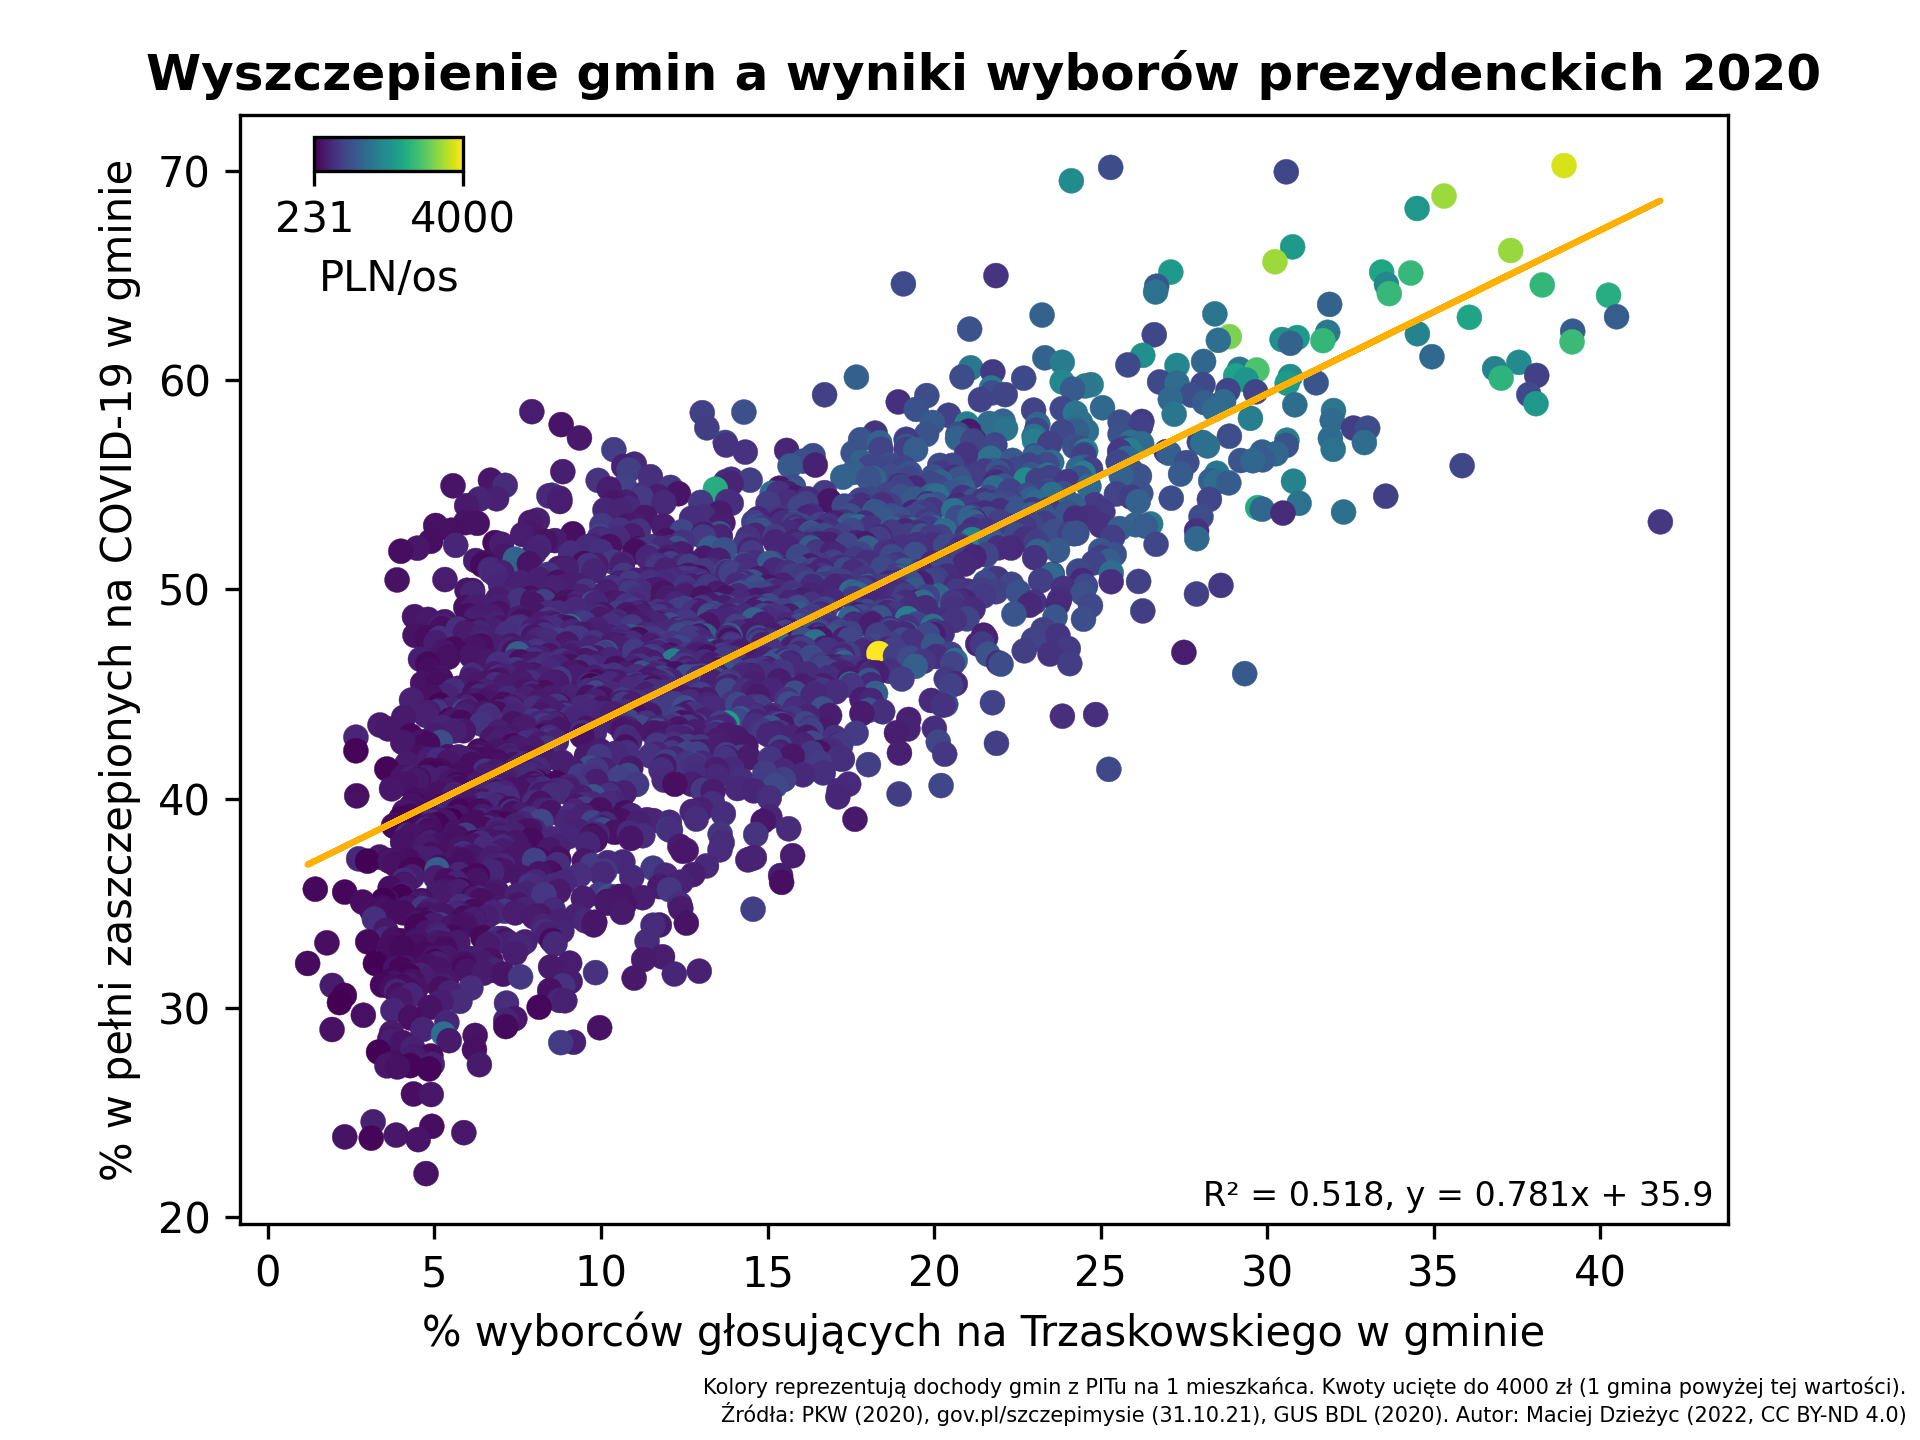 Wyszczepienie gmin a wyniki wyborów prezydenckich 2020
231 4000
PLN/os
% w pełni zaszczepionych na COVID-19 w gminie
70
60
50
40
30
20
R² = 0.518, y = 0.781x + 35.9
0 5 10 15 20 25 30 35 40
% wyborców głosujących na Trzaskowskiego w gminie
Kolory reprezentują dochody gmin z PITu na 1 mieszkańca. Kwoty ucięte do 4000 zł (1 gmina powyżej tej wartości).
Źródła: PKW (2020), gov.pl/szczepimysie (31.10.21), GUS BDL (2020). Autor: Maciej Dzieżyc (2022, CC BY-ND 4.0)